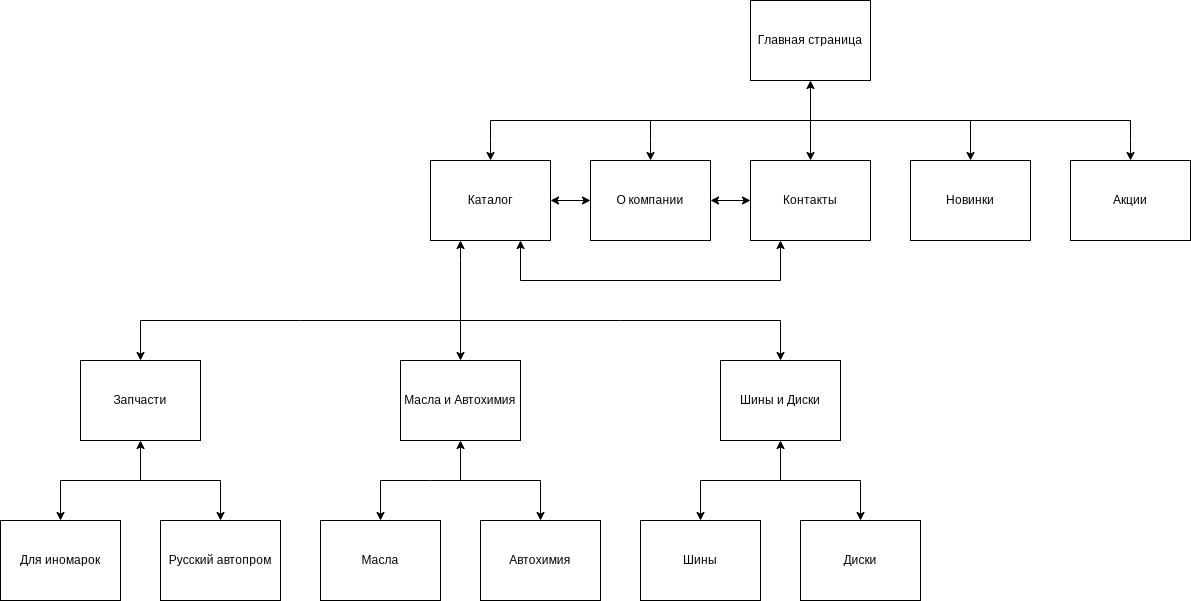 Главная страница
Каталог
О компании
Контакты
Новинки
Акции
Запчасти
Масла и Автохимия
Шины и Диски
Для иномарок
Русский автопром
Масла
Автохимия
Шины
Диски